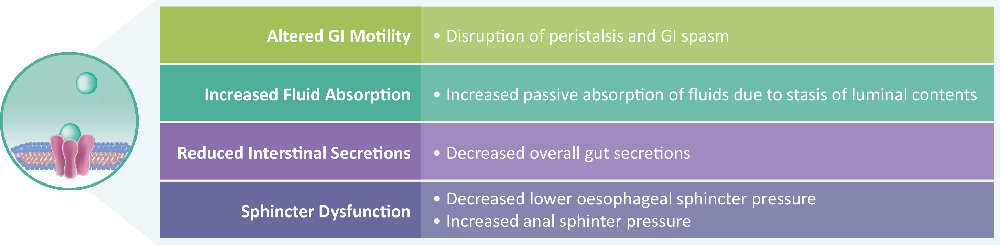 Altered GI Motility
• Disruption of peristalsis and GI spasm
Increased Fluid Absorption
• Increased passive absorption of fluids due to stasis of luminal contents
Reduced Interstinal Secretions
• Decreased overall gut secretions
Sphincter Dysfunction
• Decreased lower oesophageal sphincter pressure
• Increased anal sphinter pressure